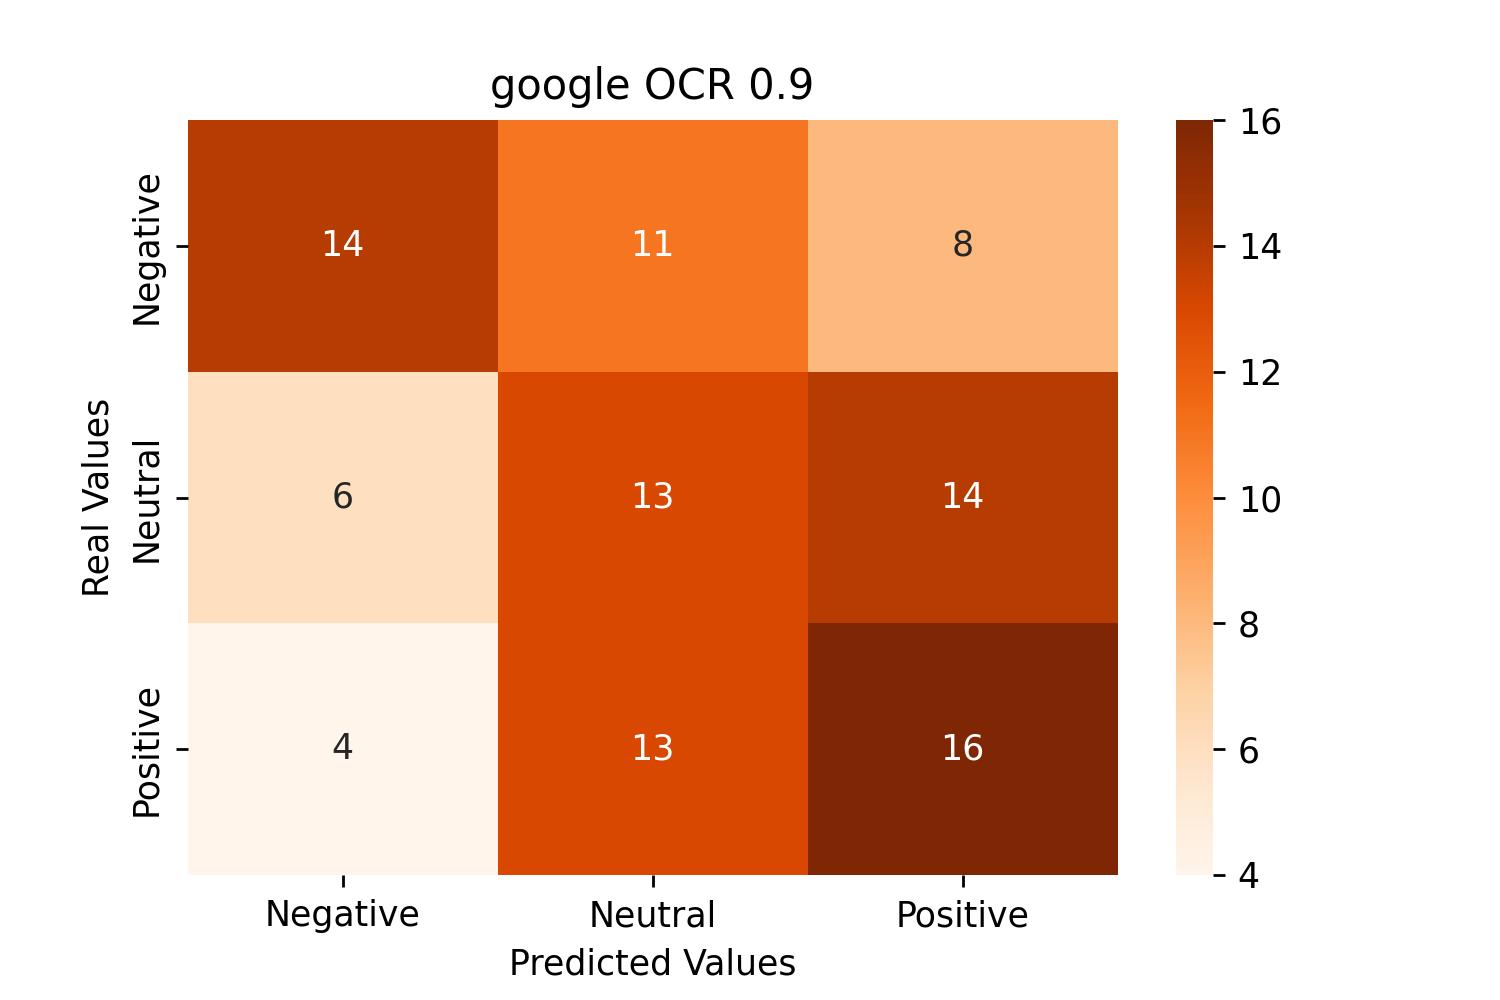 google OCR 0.9
Real Values
Negative
14 11 8
Neutral
6 13 14
Positive
4 13 16
Negative Neutral Positive
Predicted Values
16
14
12
10
8
6
4